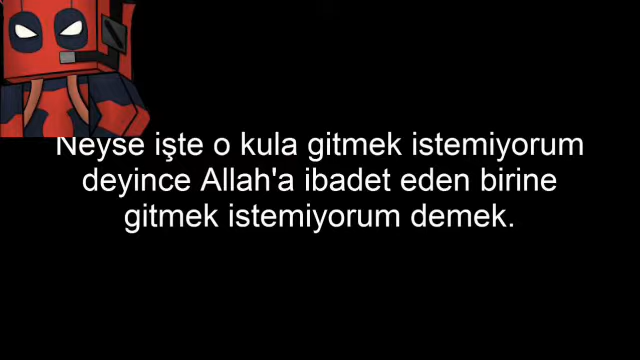 Neyse işte o kula gitmek istemiyorum
deyince Allah'a ibadet eden birine
gitmek istemiyorum demek.